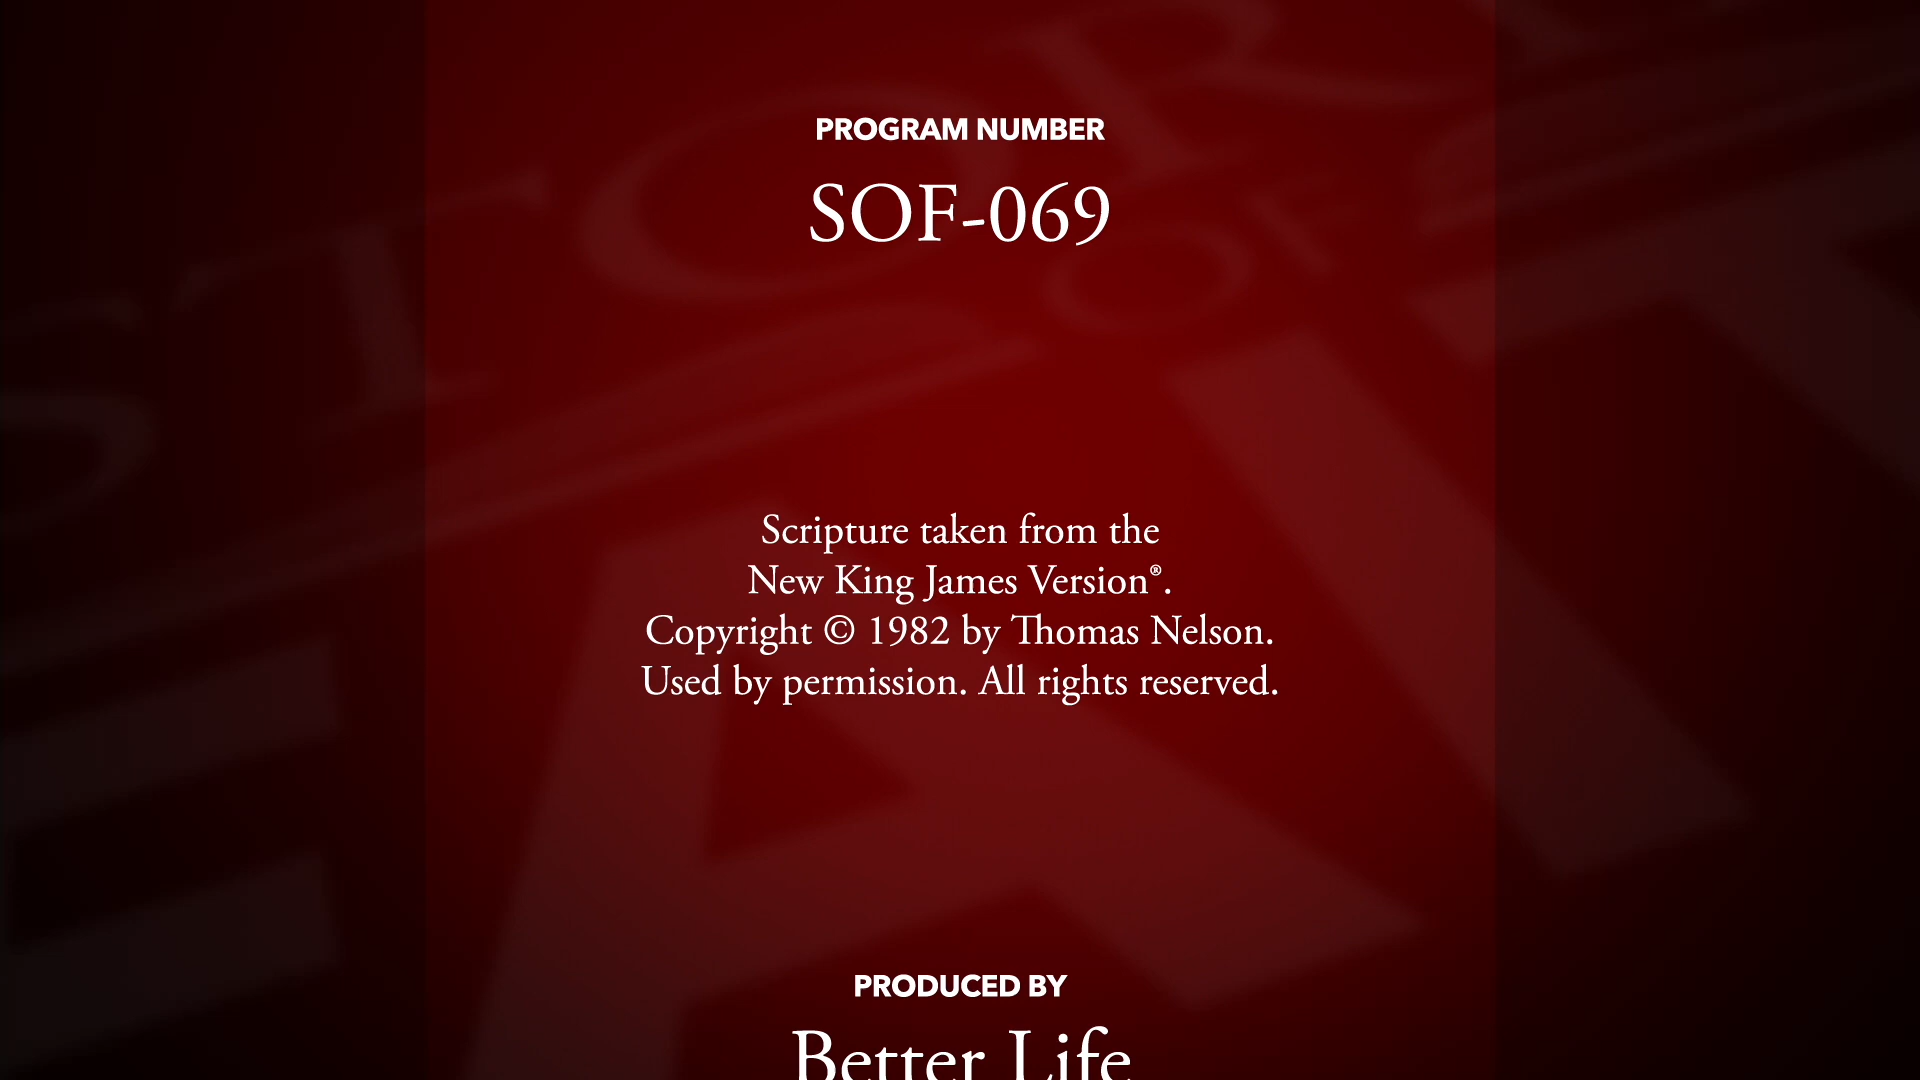 PROGRAM NUMBER
SOF-069
Scripture taken from the
New King James Version®.
Copyright © 1982 by Thomas Nelson.
Used by permission. All rights reserved.
PRODUCED BY
Better Life